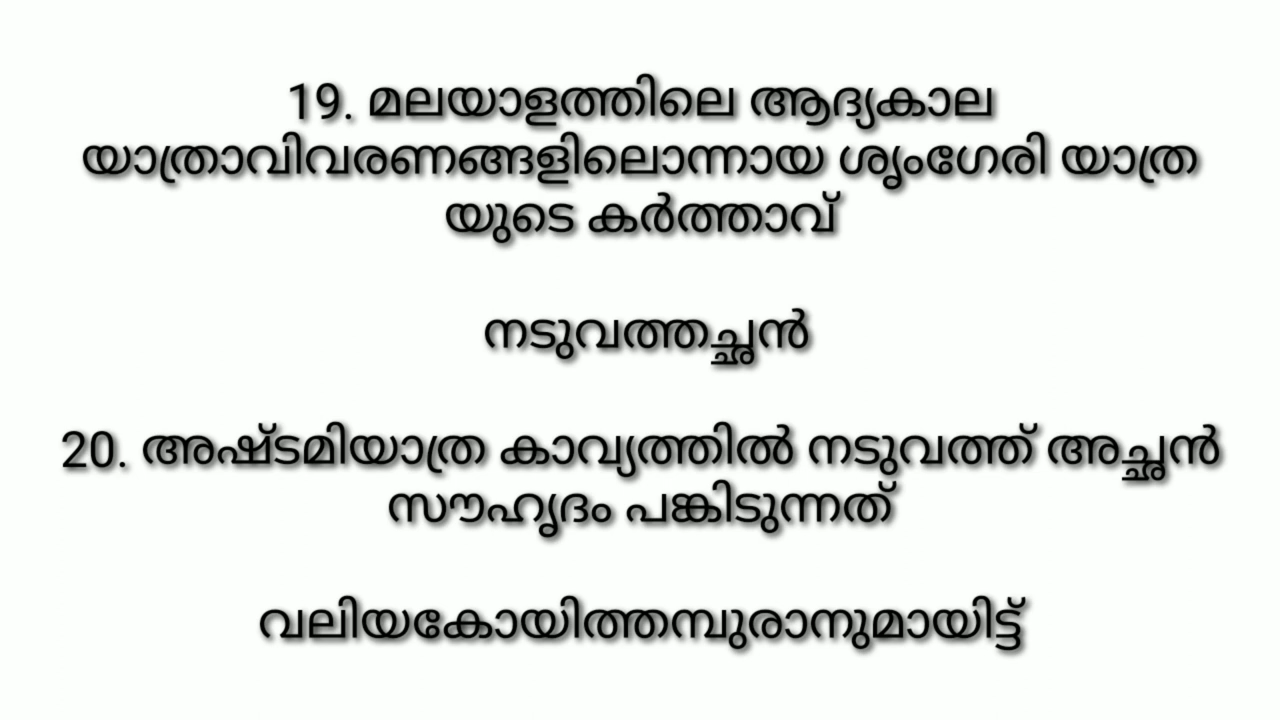 19. മലയാളത്തിലെ ആദ്യകാല
യാത്രാവിവരണങ്ങളിലൊന്നായ ശൃംഗേരി യാത്ര
യുടെ കർത്താവ്
നടുവത്തച്ഛൻ
20. അഷ്ടമിയാത്ര കാവ്യത്തിൽ നടുവത്ത് അച്ഛൻ
സൗഹൃദം പങ്കിടുന്നത്
വലിയകോയിത്തമ്പുരാനുമായിട്ട്